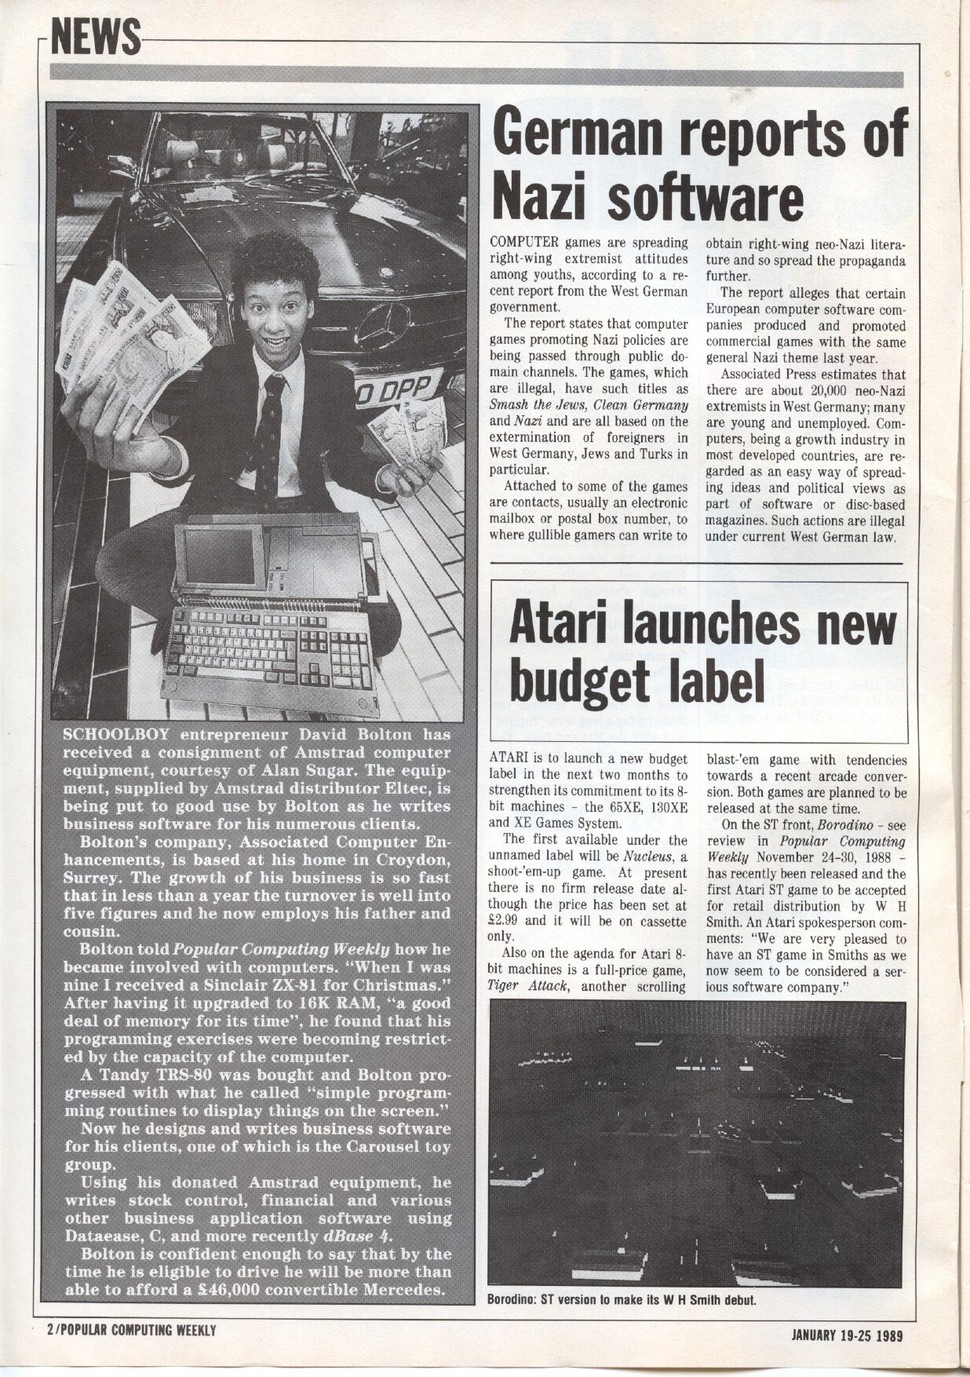 NEWS
O DPP
SCHOOLBOY entrepreneur David Bolton has
received a consignment of Amstrad computer
equipment, courtesy of Alan Sugar. The equip-
ment, supplied by Amstrad distributor Eltec, is
being put to good use by Bolton as he writes
business software for his numerous clients.
Bolton's company, Associated Computer En-
hancements, is based at his home in Croydon,
Surrey. The growth of his business is so fast
that in less than a year the turnover is well into
five figures and he now employs his father and
cousin.
Bolton told Popular Computing Weekly how he
became involved with computers. "When I was
nine I received a Sinclair ZX-81 for Christmas."
After having it upgraded to 16K RAM, "a good
deal of memory for its time", he found that his
programming exercises were becoming restrict-
ed by the capacity of the computer.
A Tandy TRS-80 was bought and Bolton pro-
gressed with what he called "simple program-
ming routines to display things on the screen."
Now he designs and writes business software
for his clients, one of which is the Carousel toy
group.
Using his donated Amstrad equipment, he
writes stock control, financial and various
other business application software using
Dataease, C, and more recently dBase 4.
Bolton is confident enough to say that by the
time he is eligible to drive he will be more than
able to afford a £46,000 convertible Mercedes.
German reports of
Nazi software
COMPUTER games are spreading
right-wing extremist attitudes
among youths, according to a re-
cent report from the West German
government.
The report states that computer
games promoting Nazi policies are
being passed through public do-
main channels. The games, which
are illegal, have such titles as
Smash the Jews, Clean Germany
and Nazi and are all based on the
extermination of foreigners in
West Germany, Jews and Turks in
particular.
Attached to some of the games
are contacts, usually an electronic
mailbox or postal box number, to
where gullible gamers can write to
obtain right-wing neo-Nazi litera-
ture and so spread the propaganda
further.
The report alleges that certain
European computer software com-
panies produced and promoted
commercial games with the same
general Nazi theme last year.
Associated Press estimates that
there are about 20,000 neo-Nazi
extremists in West Germany; many
are young and unemployed. Com-
puters, being a growth industry in
most developed countries, are re-
garded as an easy way of spread-
ing ideas and political views as
part of software or disc-based
magazines. Such actions are illegal
under current West German law.
Atari launches new
budget label
ATARI is to launch a new budget
label in the next two months to
strengthen its commitment to its 8-
bit machines – the 65XE, 130XE
and XE Games System.
The first available under the
unnamed label will be Nucleus, a
shoot-'em-up game. At present
there is no firm release date al-
though the price has been set at
£2.99 and it will be on cassette
only.
Also on the agenda for Atari 8-
bit machines is a full-price game,
Tiger Attack, another scrolling
blast-'em game with tendencies
towards a recent arcade conver-
sion. Both games are planned to be
released at the same time.
On the ST front, Borodino – see
review in Popular Computing
Weekly November 24–30, 1988 –
has recently been released and the
first Atari ST game to be accepted
for retail distribution by W H
Smith. An Atari spokesperson com-
ments: "We are very pleased to
have an ST game in Smiths as we
now seem to be considered a ser-
ious software company."
Borodino: ST version to make its W H Smith debut.
2/POPULAR COMPUTING WEEKLY
JANUARY 19-25 1989